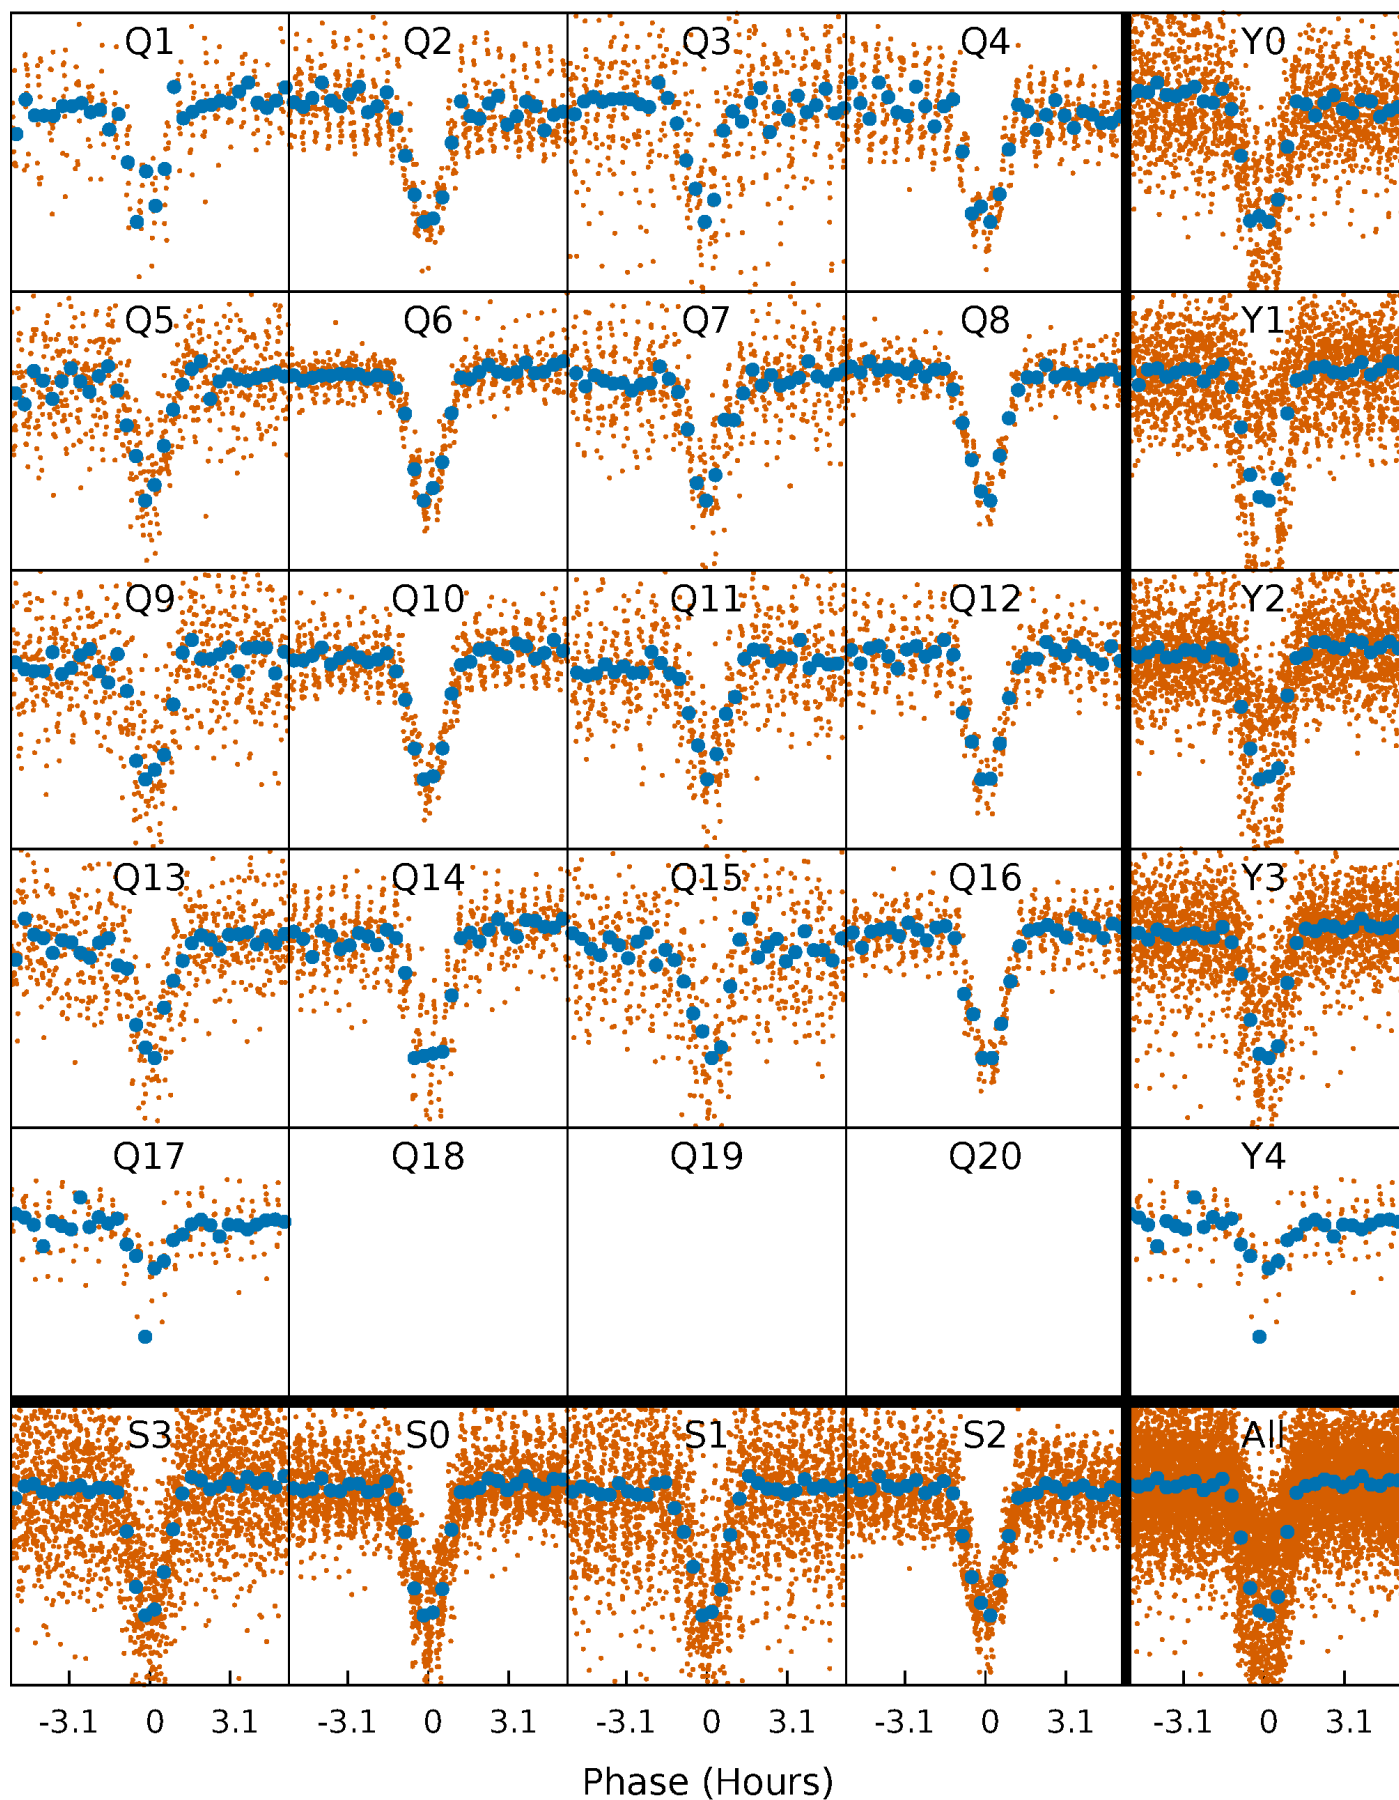 Q1 Q2 Q3 Q4 Y0
Q5 Q6 Q7 Q8 Y1
Q9 Q10 Q11 Q12 Y2
Q13 Q14 Q15 Q16 Y3
Q17 Q18 Q19 Q20 Y4
S3 S0 S1 S2 All
-3.1 0 3.1 -3.1 0 3.1 -3.1 0 3.1 -3.1 0 3.1 -3.1 0 3.1
Phase (Hours)